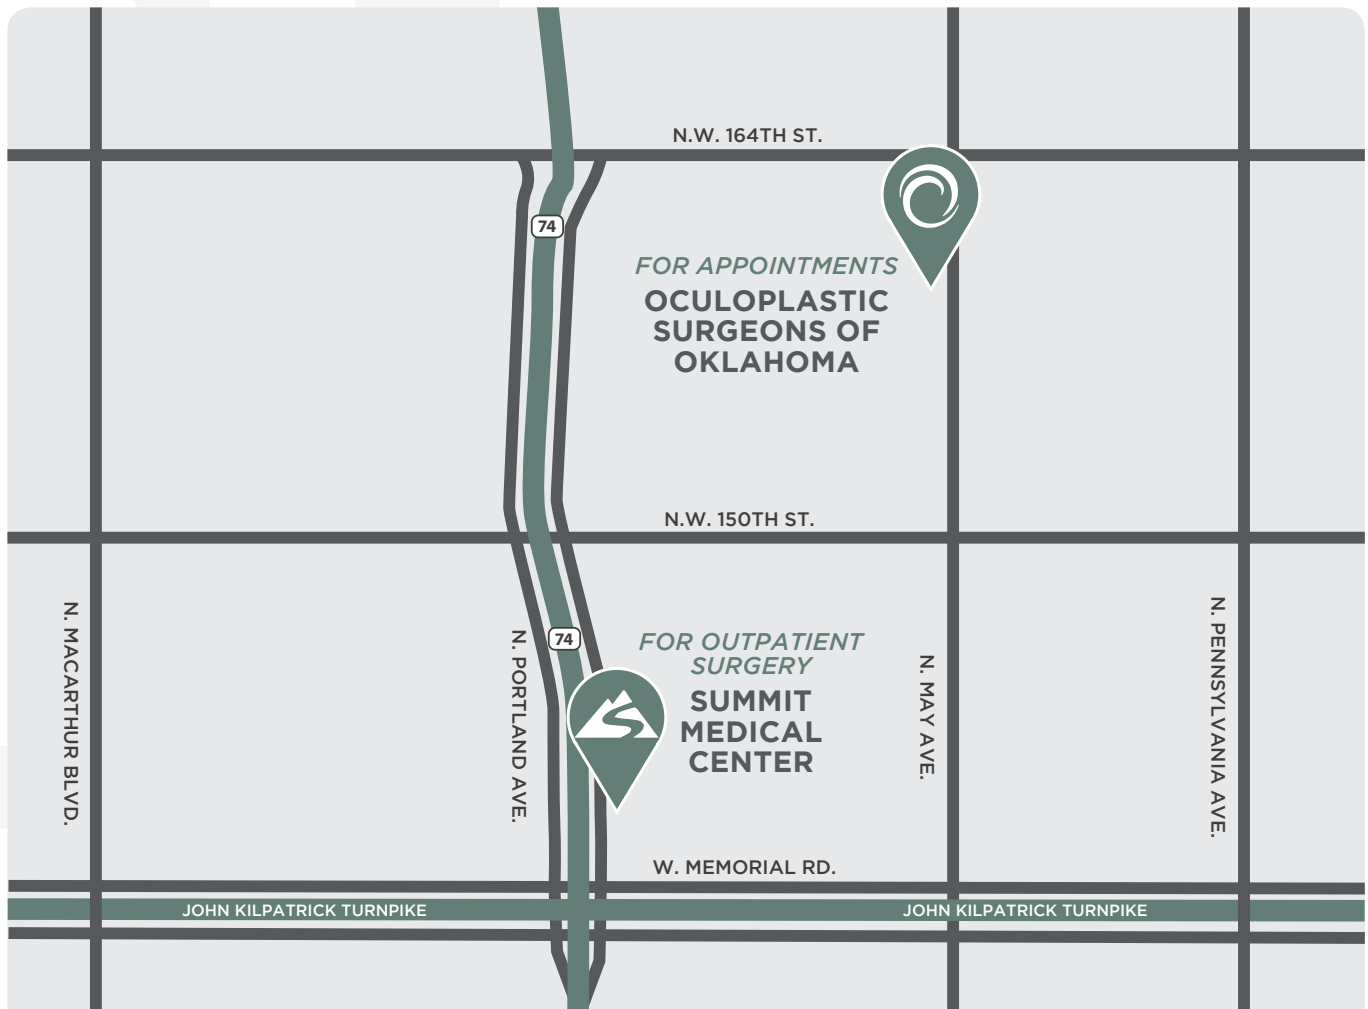 N.W. 164TH ST.
74
FOR APPOINTMENTS
OCULOPLASTIC
SURGEONS OF
OKLAHOMA
N.W. 150TH ST.
N. MACARTHUR BLVD.
N. PORTLAND AVE.
74
FOR OUTPATIENT
SURGERY
SUMMIT
MEDICAL
CENTER
N. MAY AVE.
N. PENNSYLVANIA AVE.
W. MEMORIAL RD.
JOHN KILPATRICK TURNPIKE
JOHN KILPATRICK TURNPIKE